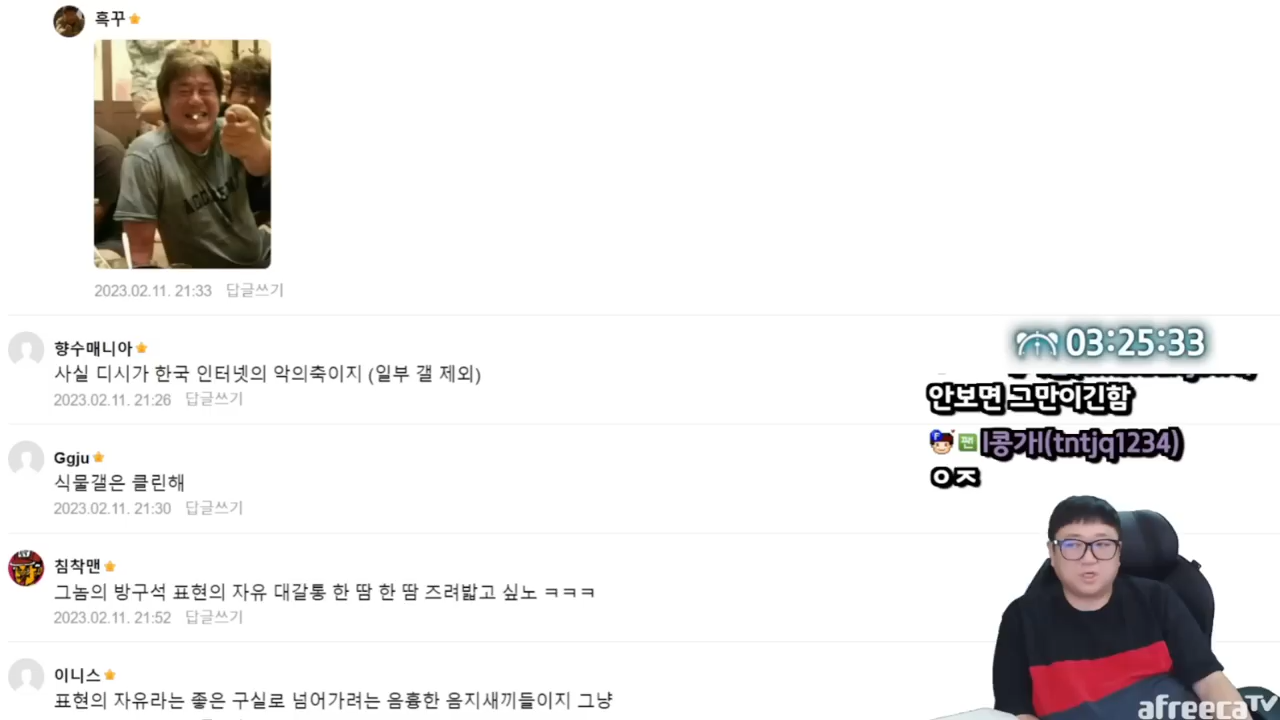 흑꾸
2023.02.11. 21:33 답글쓰기
향수매니아
사실 디시가 한국 인터넷의 악의축이지 (일부 갤 제외)
2023.02.11. 21:26 답글쓰기
Ggju
식물갤은 클린해
2023.02.11. 21:30 답글쓰기
침착맨
그놈의 방구석 표현의 자유 대갈통 한 땀 한 땀 즈려밟고 싶노 ㅋㅋㅋ
2023.02.11. 21:52 답글쓰기
이니스
표현의 자유라는 좋은 구실로 넘어가려는 음흉한 음지새끼들이지 그냥
03:25:33
안보면 그만이긴함
팬 l콩개l(tntjq1234)
ㅇㅈ
afreecaTV